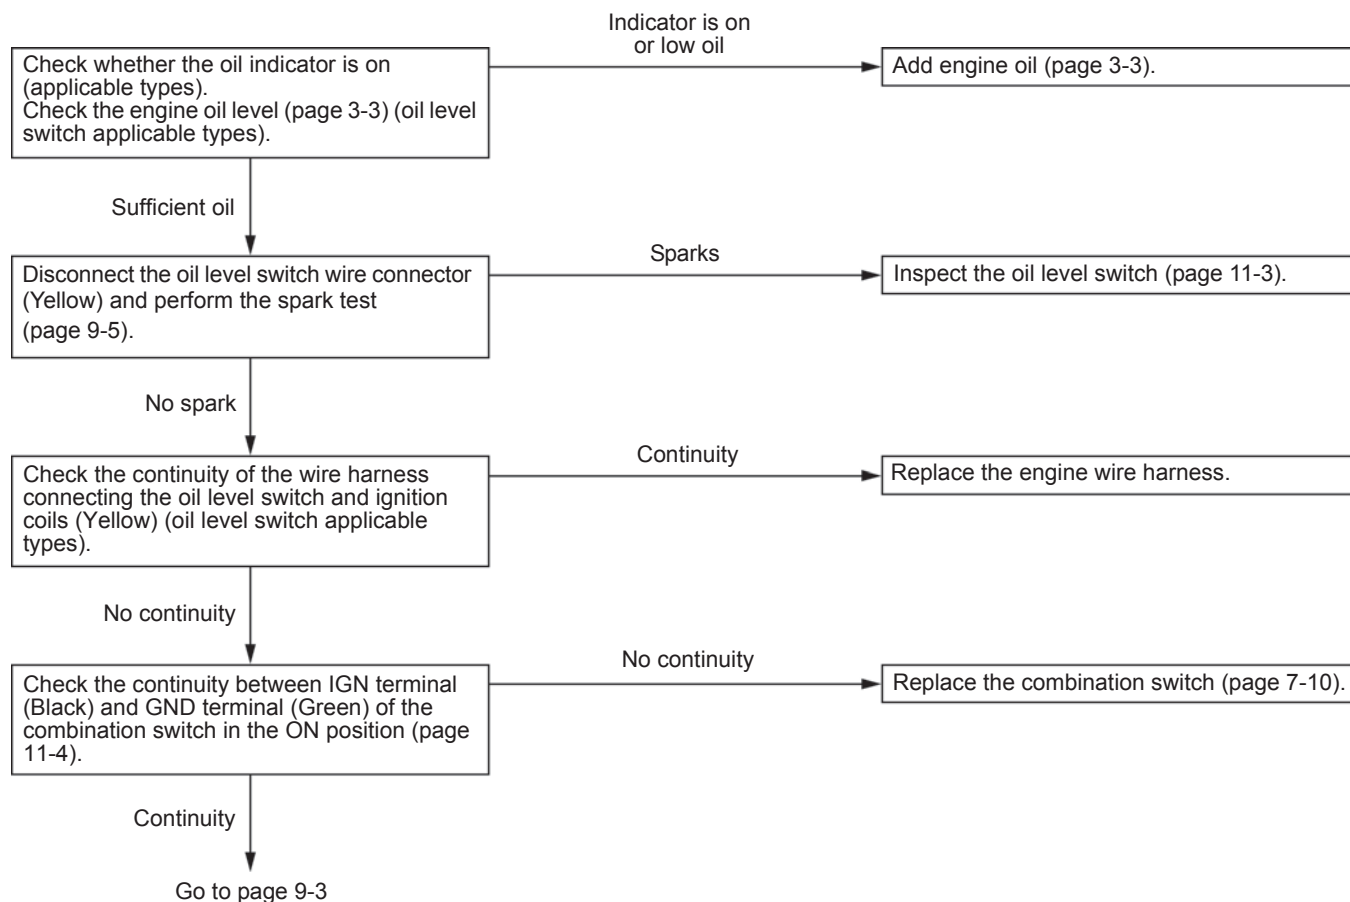 Indicator is on
or low oil
Check whether the oil indicator is on
(applicable types).
Check the engine oil level (page 3-3) (oil level
switch applicable types).
Add engine oil (page 3-3).
Sufficient oil
Disconnect the oil level switch wire connector
(Yellow) and perform the spark test
(page 9-5).
Sparks
Inspect the oil level switch (page 11-3).
No spark
Check the continuity of the wire harness
connecting the oil level switch and ignition
coils (Yellow) (oil level switch applicable
types).
Continuity
Replace the engine wire harness.
No continuity
Check the continuity between IGN terminal
(Black) and GND terminal (Green) of the
combination switch in the ON position (page
11-4).
No continuity
Replace the combination switch (page 7-10).
Continuity
Go to page 9-3